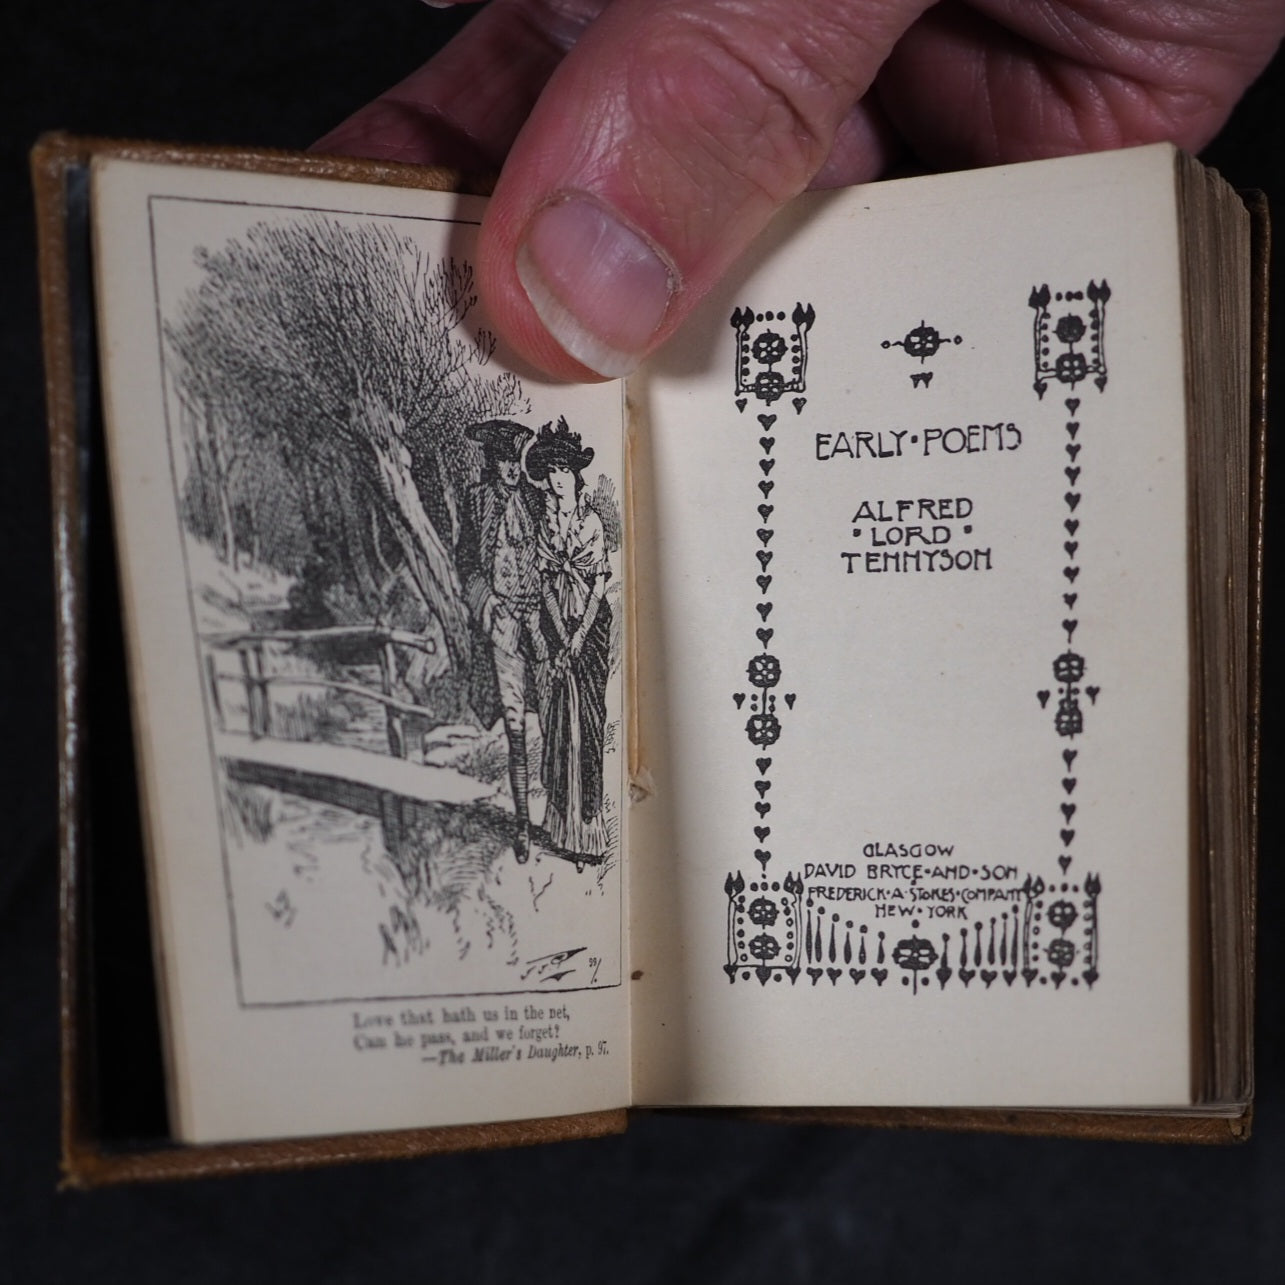 Love that hath us in the net,
Can he pass, and we forget?
—The Miller's Daughter, p. 97.
EARLY·POEMS
ALFRED
·LORD·
TENNYSON
GLASGOW
DAVID BRYCE·AND·SON
FREDERICK·A·STOKES·COMPANY
NEW·YORK